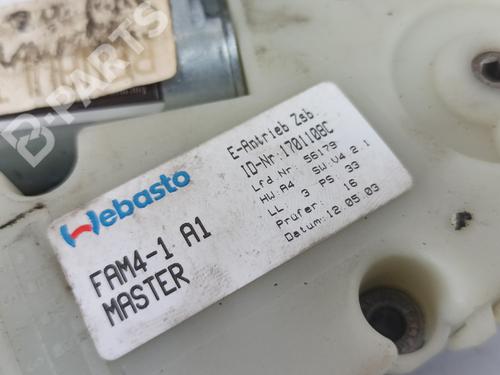 B-PARTS
Webasto
FAM4-1 A1
MASTER
E-Antrieb Zsb.
ID-Nr.1701108C
Lfd.Nr. 56179
HW:A4 SW:V4.2.1
LL: 3 PS: 33
Prüfer: 16
Datum:12.05.03